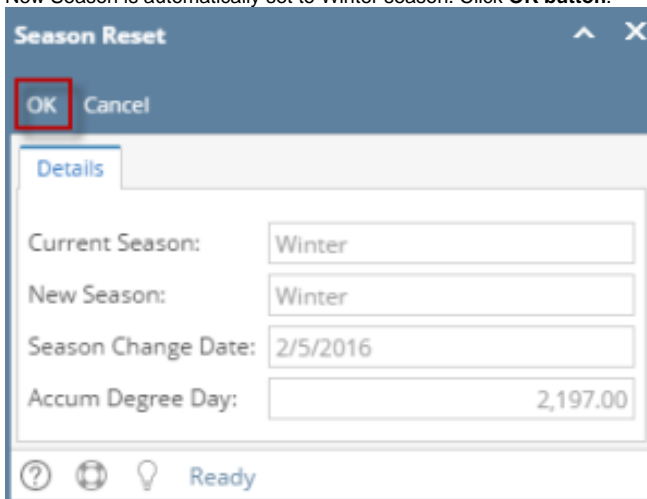 New Season is automatically set to Winter season. Click OK button.
Season Reset
OK Cancel
Details
Current Season: Winter
New Season: Winter
Season Change Date: 2/5/2016
Accum Degree Day: 2,197.00
Ready